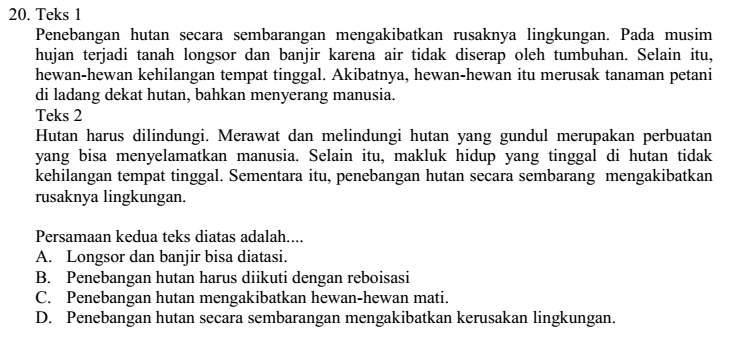 20. Teks 1
Penebangan hutan secara sembarangan mengakibatkan rusaknya lingkungan. Pada musim
hujan terjadi tanah longsor dan banjir karena air tidak diserap oleh tumbuhan. Selain itu,
hewan-hewan kehilangan tempat tinggal. Akibatnya, hewan-hewan itu merusak tanaman petani
di ladang dekat hutan, bahkan menyerang manusia.
Teks 2
Hutan harus dilindungi. Merawat dan melindungi hutan yang gundul merupakan perbuatan
yang bisa menyelamatkan manusia. Selain itu, makluk hidup yang tinggal di hutan tidak
kehilangan tempat tinggal. Sementara itu, penebangan hutan secara sembarang mengakibatkan
rusaknya lingkungan.
Persamaan kedua teks diatas adalah....
A. Longsor dan banjir bisa diatasi.
B. Penebangan hutan harus diikuti dengan reboisasi
C. Penebangan hutan mengakibatkan hewan-hewan mati.
D. Penebangan hutan secara sembarangan mengakibatkan kerusakan lingkungan.